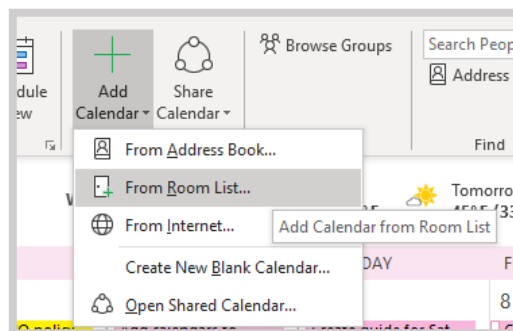 Browse Groups
Search Peop
dule
Add
Share
Address
ew
Calendar
Calendar
Find
From Address Book...
From Room List...
Tomorro
From Internet...
Add Calendar from Room List
DAY
F
Create New Blank Calendar...
8
Open Shared Calendar...